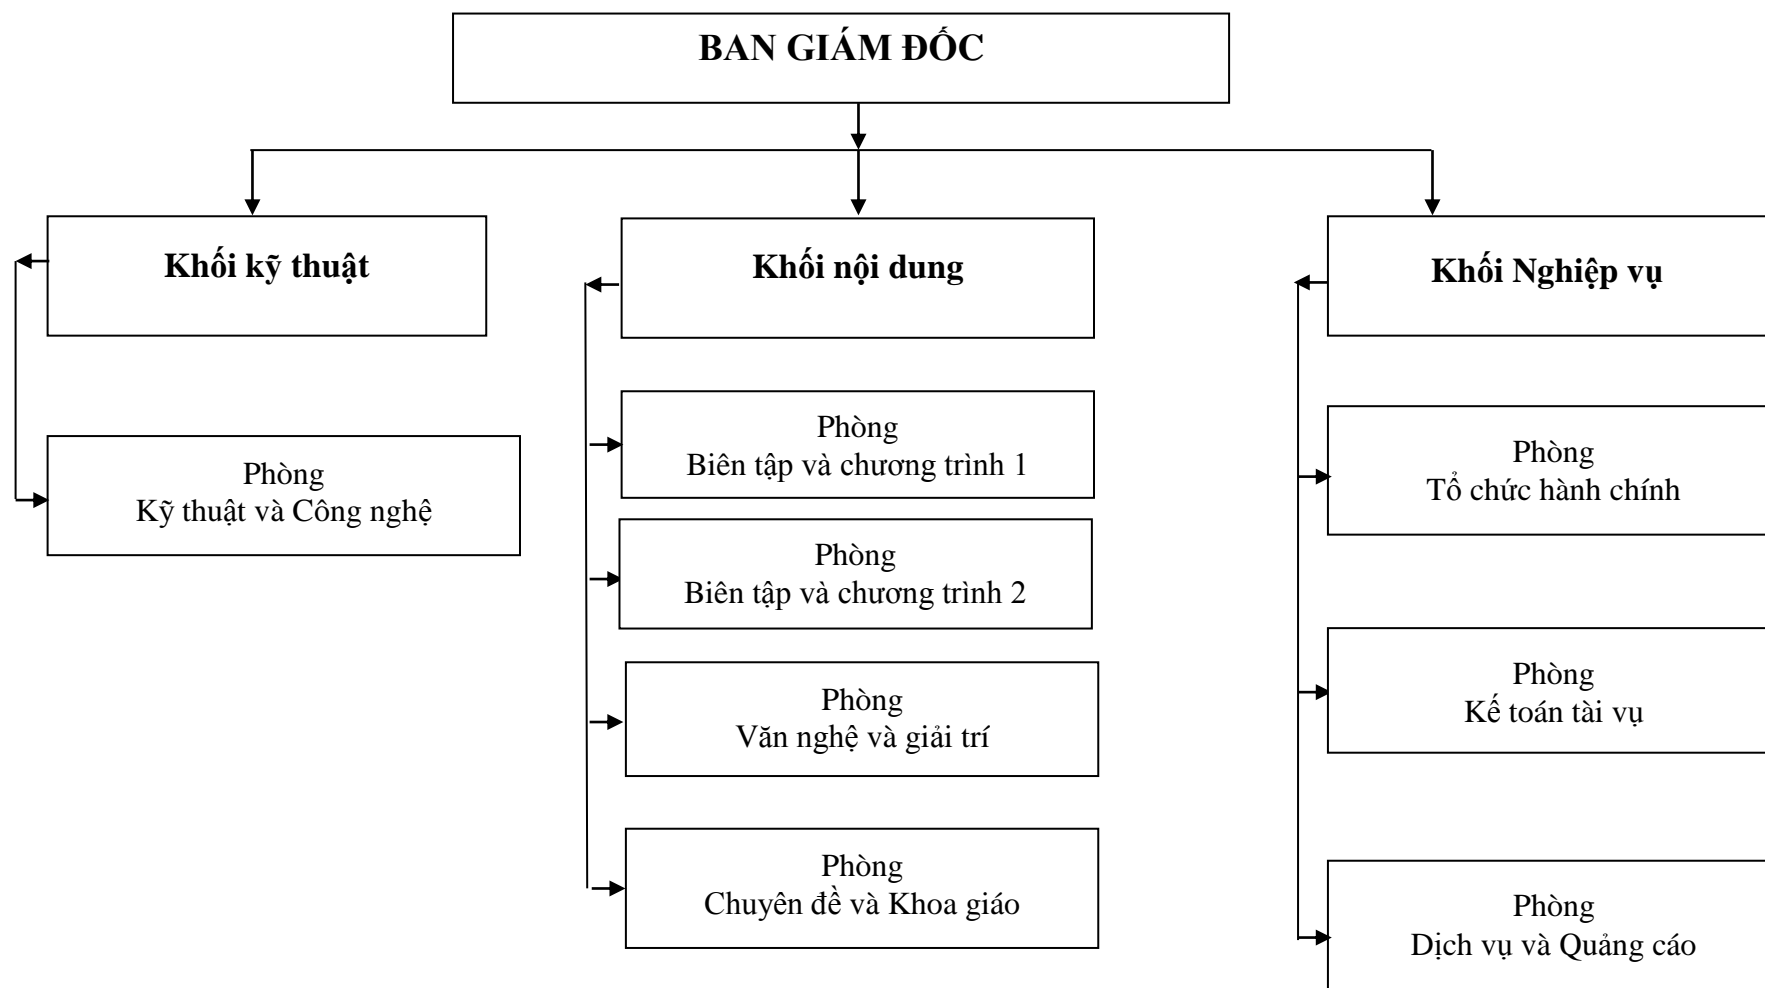 BAN GIÁM ĐỐC
Khối kỹ thuật
Khối nội dung
Khối Nghiệp vụ
Phòng
Kỹ thuật và Công nghệ
Phòng
Biên tập và chương trình 1
Phòng
Biên tập và chương trình 2
Phòng
Văn nghệ và giải trí
Phòng
Chuyên đề và Khoa giáo
Phòng
Tổ chức hành chính
Phòng
Kế toán tài vụ
Phòng
Dịch vụ và Quảng cáo